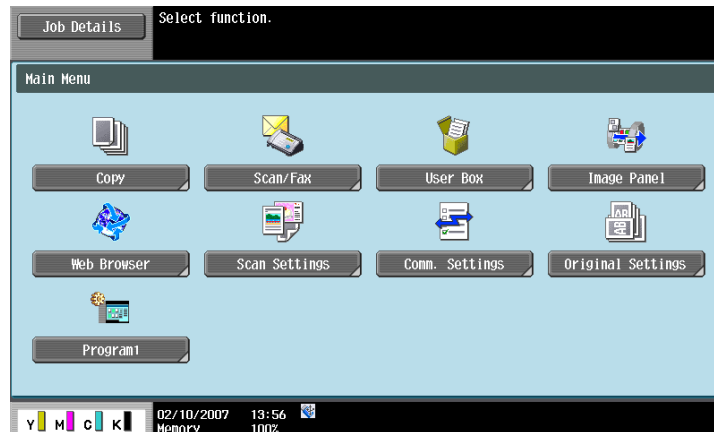 Job Details
Select function.
Main Menu
Copy
Scan/Fax
User Box
Image Panel
Web Browser
Scan Settings
Comm. Settings
Original Settings
Program1
Y M C K
02/10/2007 13:56
Memory 100%